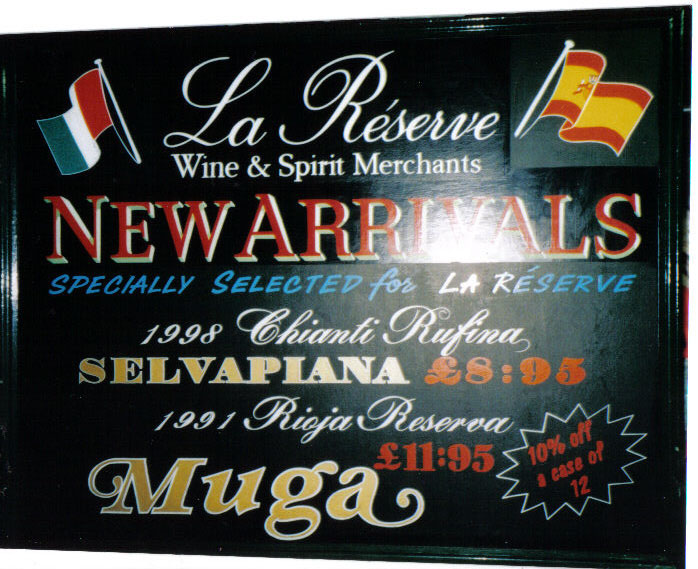 La Réserve
Wine & Spirit Merchants
NEW ARRIVALS
SPECIALLY SELECTED for LA RÉSERVE
1998 Chianti Rufina
SELVAPIANA £8:95
1991 Rioja Reserva
£11:95
Muga
10% off
a case of
12